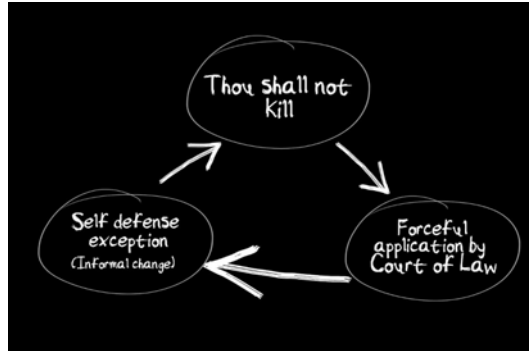 Thou shall not
kill
Self defense
exception
(Informal change)
Forceful
application by
Court of Law